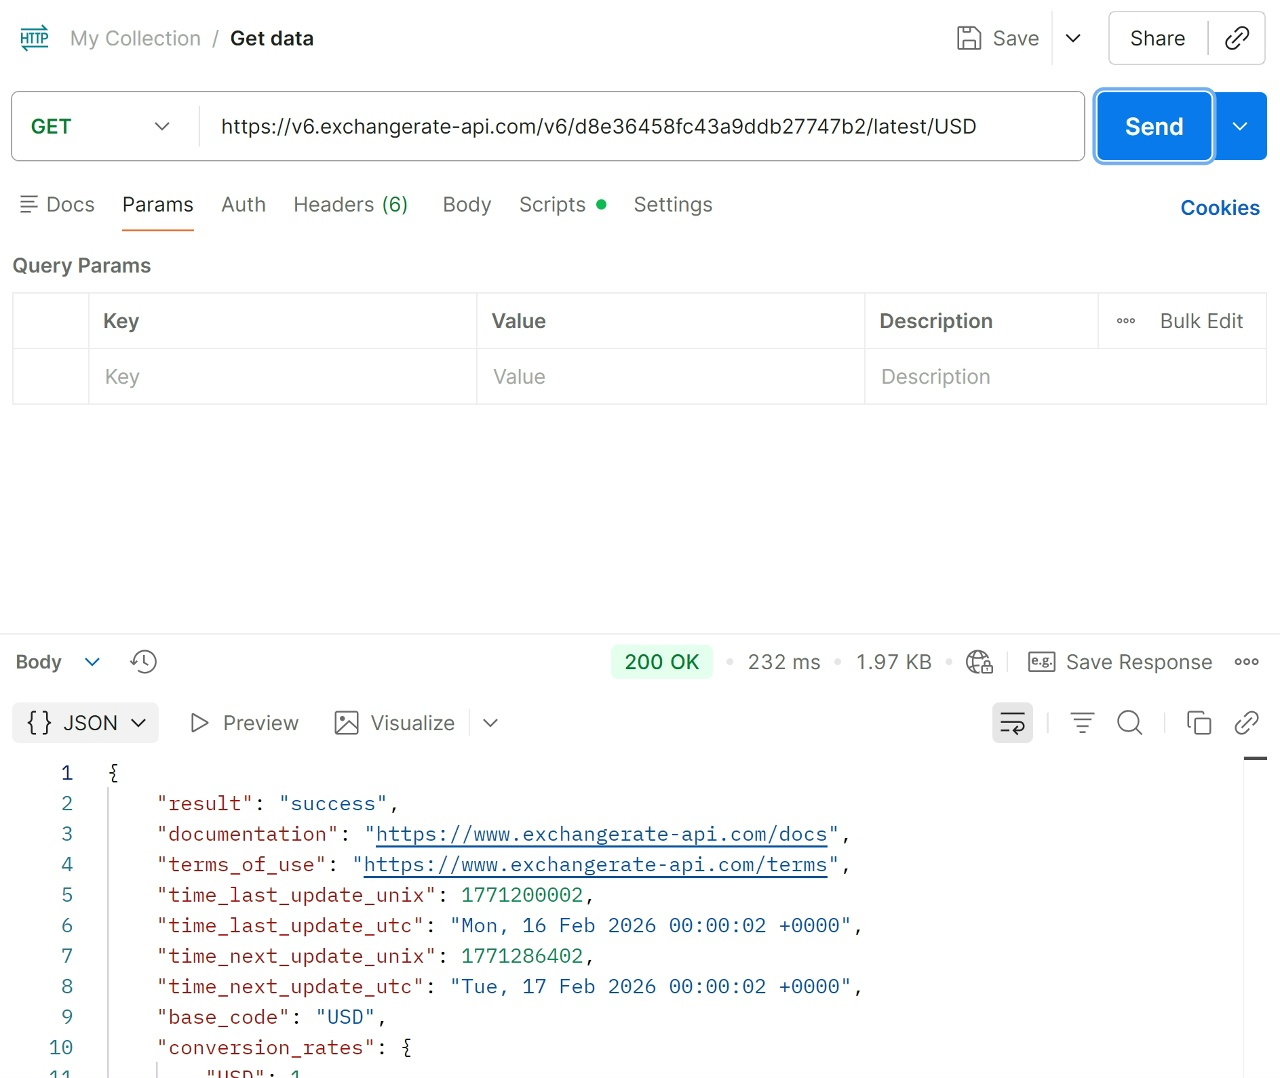 HTTP My Collection / Get data Save Share
GET https://v6.exchangerate-api.com/v6/d8e36458fc43a9ddb27747b2/latest/USD Send
Docs Params Auth Headers (6) Body Scripts Settings Cookies
Query Params
Key Value Description Bulk Edit
Key Value Description
Body 200 OK 232 ms 1.97 KB e.g. Save Response
{ } JSON Preview Visualize
1 {
2 "result": "success",
3 "documentation": "https://www.exchangerate-api.com/docs",
4 "terms_of_use": "https://www.exchangerate-api.com/terms",
5 "time_last_update_unix": 1771200002,
6 "time_last_update_utc": "Mon, 16 Feb 2026 00:00:02 +0000",
7 "time_next_update_unix": 1771286402,
8 "time_next_update_utc": "Tue, 17 Feb 2026 00:00:02 +0000",
9 "base_code": "USD",
10 "conversion_rates": {
11 "USD": 1